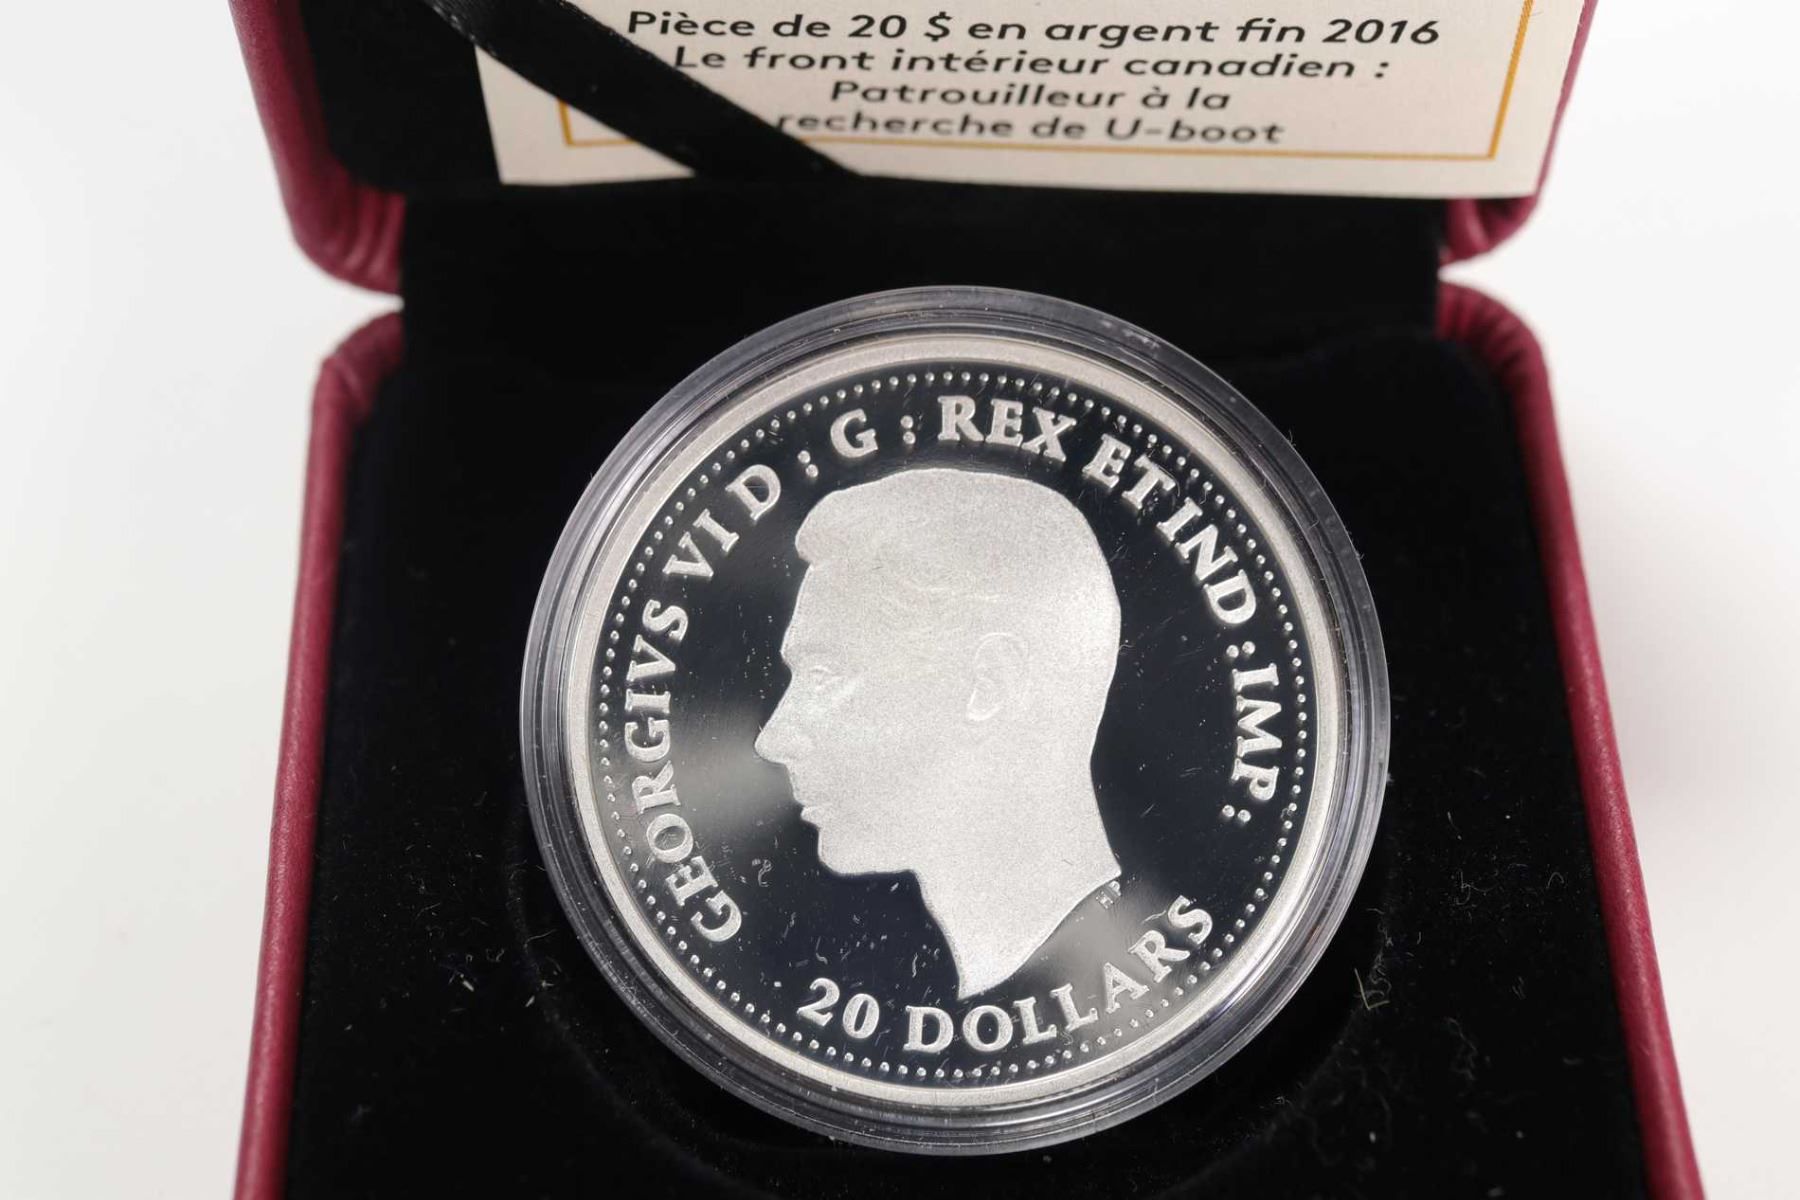 Pièce de 20 $ en argent fin 2016
Le front intérieur canadien :
Patrouilleur à la
recherche de U-boot
GEORGIVS VI D : G : REX ET IND : IMP :
HP
20 DOLLARS